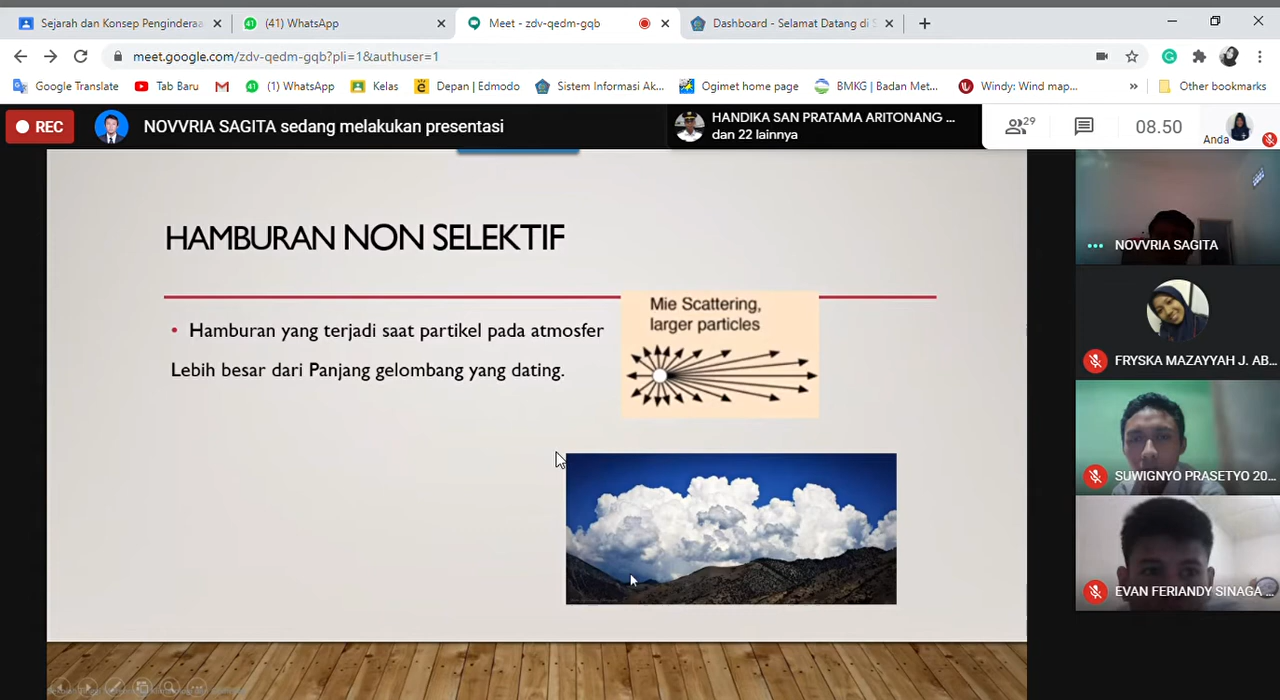 Sejarah dan Konsep Penginderaa
(41) WhatsApp
Meet - zdv-qedm-gqb
Dashboard - Selamat Datang di S
meet.google.com/zdv-qedm-gqb?pli=1&authuser=1
Google Translate
Tab Baru
(1) WhatsApp
Kelas
Depan | Edmodo
Sistem Informasi Ak...
Ogimet home page
BMKG | Badan Met...
Windy: Wind map...
»
Other bookmarks
REC
NOVVRIA SAGITA sedang melakukan presentasi
HANDIKA SAN PRATAMA ARITONANG ...
dan 22 lainnya
29
08.50
Anda
HAMBURAN NON SELEKTIF
Mie Scattering,
larger particles
• Hamburan yang terjadi saat partikel pada atmosfer
Lebih besar dari Panjang gelombang yang dating.
NOVVRIA SAGITA
FRYSKA MAZAYYAH J. AB...
SUWIGNYO PRASETYO 20...
EVAN FERIANDY SINAGA ...